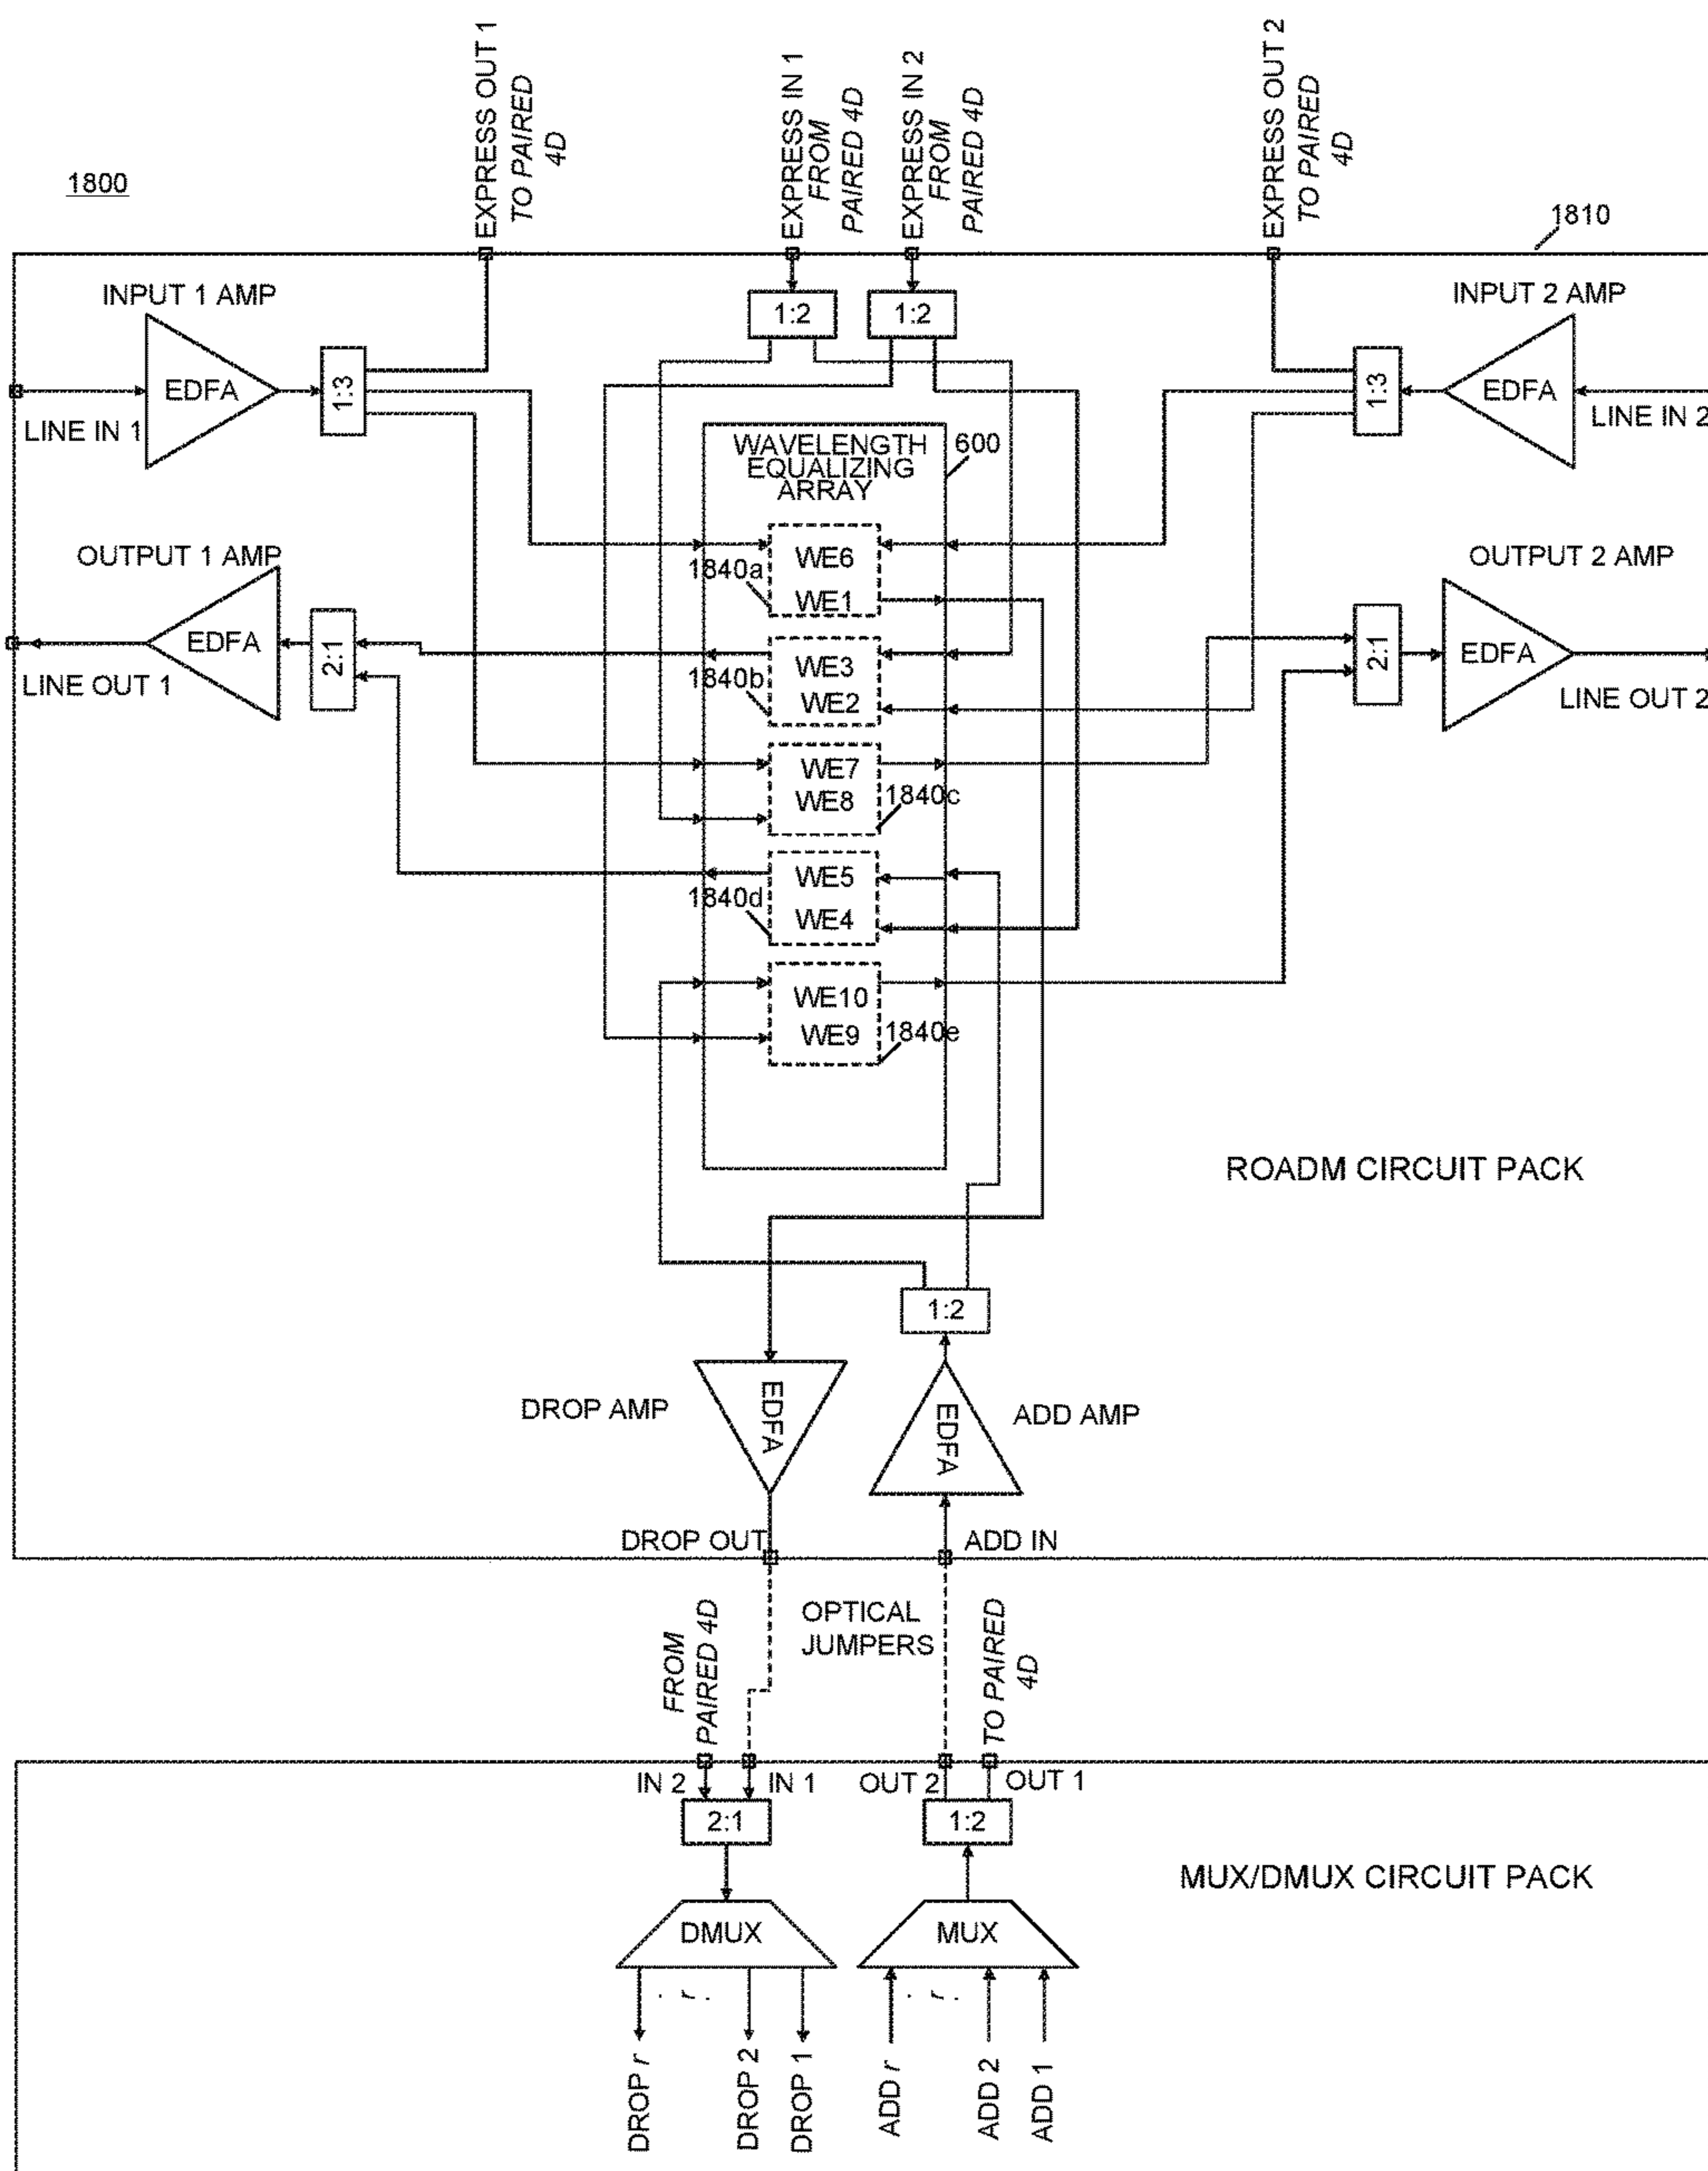 1800
EXPRESS OUT 1
TO PAIRED
4D
EXPRESS IN 1
FROM
PAIRED 4D
EXPRESS IN 2
FROM
PAIRED 4D
EXPRESS OUT 2
TO PAIRED
4D
1810
INPUT 1 AMP
1:2
1:2
INPUT 2 AMP
EDFA
1:3
1:3
EDFA
LINE IN 1
LINE IN 2
WAVELENGTH
EQUALIZING
ARRAY
600
OUTPUT 1 AMP
OUTPUT 2 AMP
WE6
1840a
WE1
EDFA
2:1
2:1
EDFA
WE3
1840b
WE2
LINE OUT 1
LINE OUT 2
WE7
WE8
1840c
WE5
1840d
WE4
WE10
WE9
1840e
ROADM CIRCUIT PACK
1:2
DROP AMP
EDFA
EDFA
ADD AMP
DROP OUT
ADD IN
OPTICAL
JUMPERS
FROM
PAIRED 4D
TO PAIRED
4D
IN 2
IN 1
OUT 2
OUT 1
2:1
1:2
MUX/DMUX CIRCUIT PACK
DMUX
MUX
. r .
. r .
DROP r
DROP 2
DROP 1
ADD r
ADD 2
ADD 1